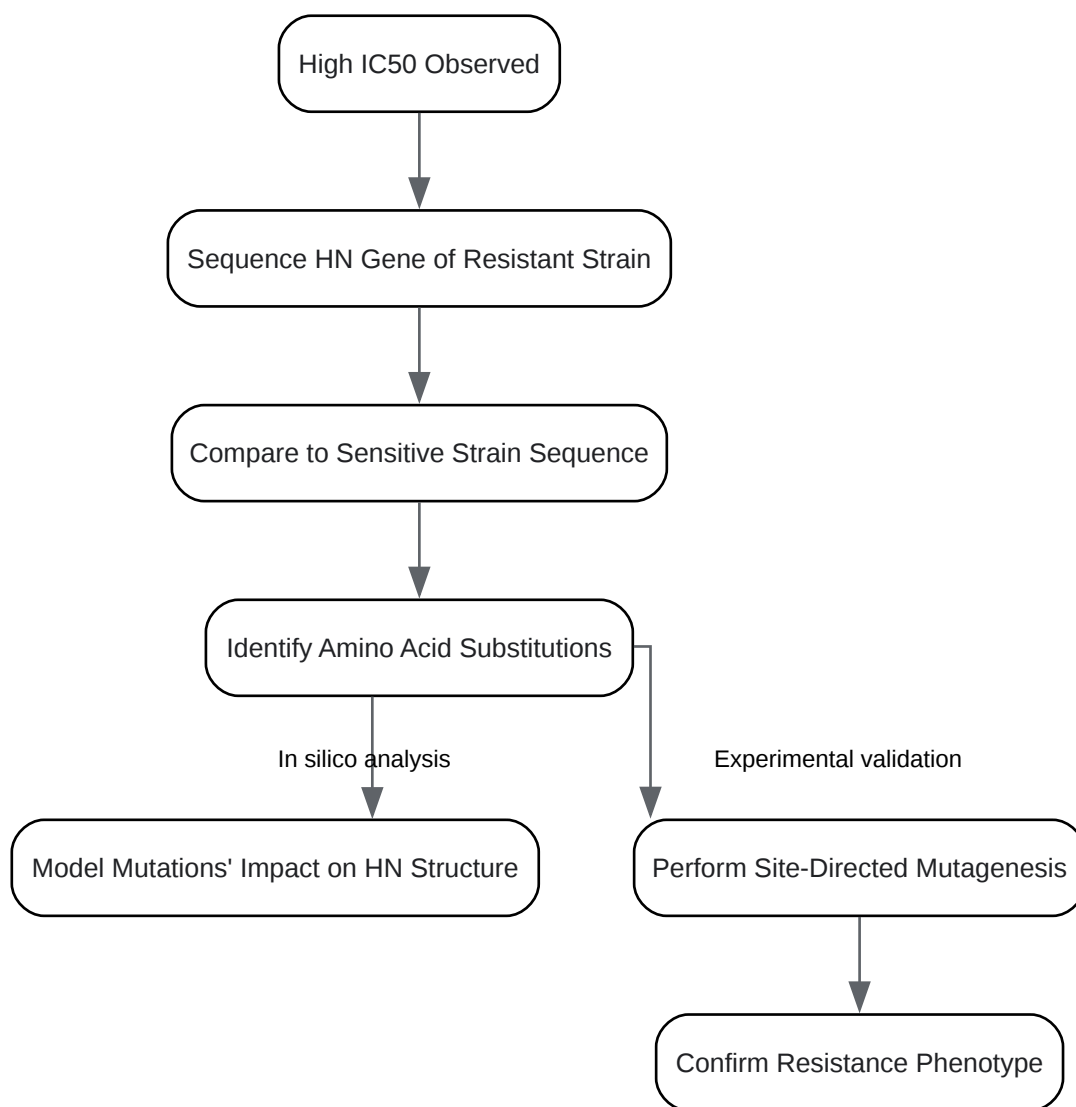 High IC50 Observed
Sequence HN Gene of Resistant Strain
Compare to Sensitive Strain Sequence
Identify Amino Acid Substitutions
In silico analysis
Experimental validation
Model Mutations' Impact on HN Structure
Perform Site-Directed Mutagenesis
Confirm Resistance Phenotype